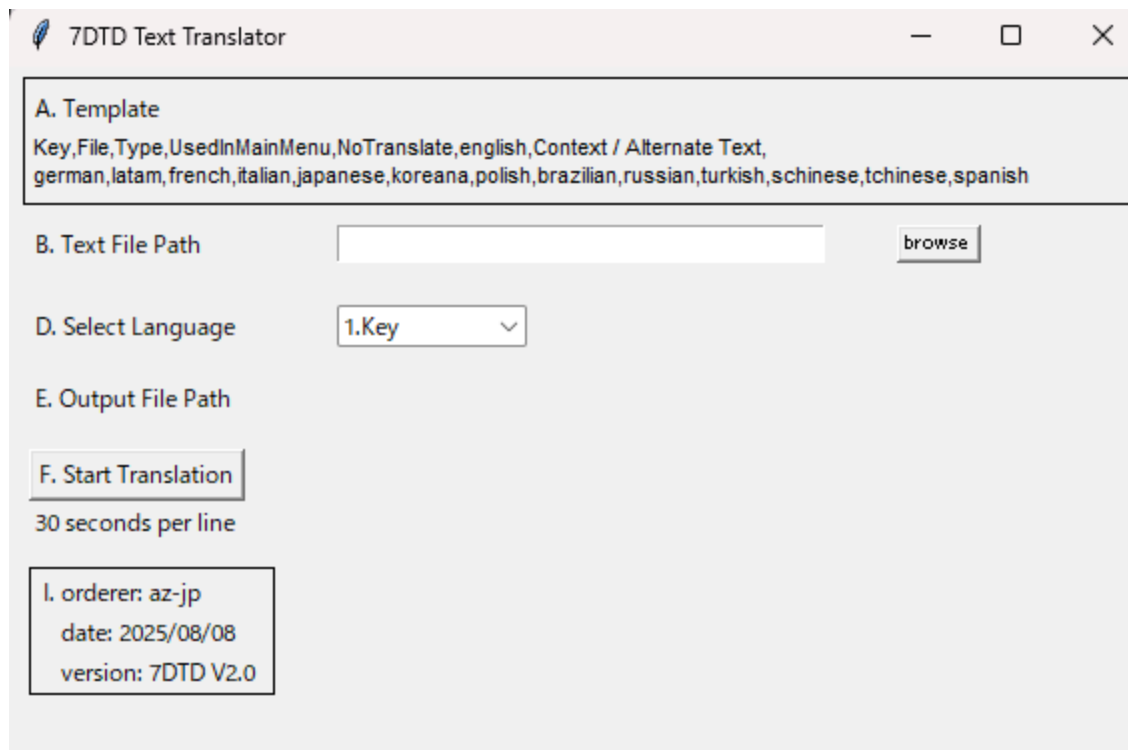 7DTD Text Translator
A. Template
Key,File,Type,UsedInMainMenu,NoTranslate,english,Context / Alternate Text,
german,latam,french,italian,japanese,koreana,polish,brazilian,russian,turkish,schinese,tchinese,spanish
B. Text File Path
browse
D. Select Language
1.Key
E. Output File Path
F. Start Translation
30 seconds per line
I. orderer: az-jp
date: 2025/08/08
version: 7DTD V2.0